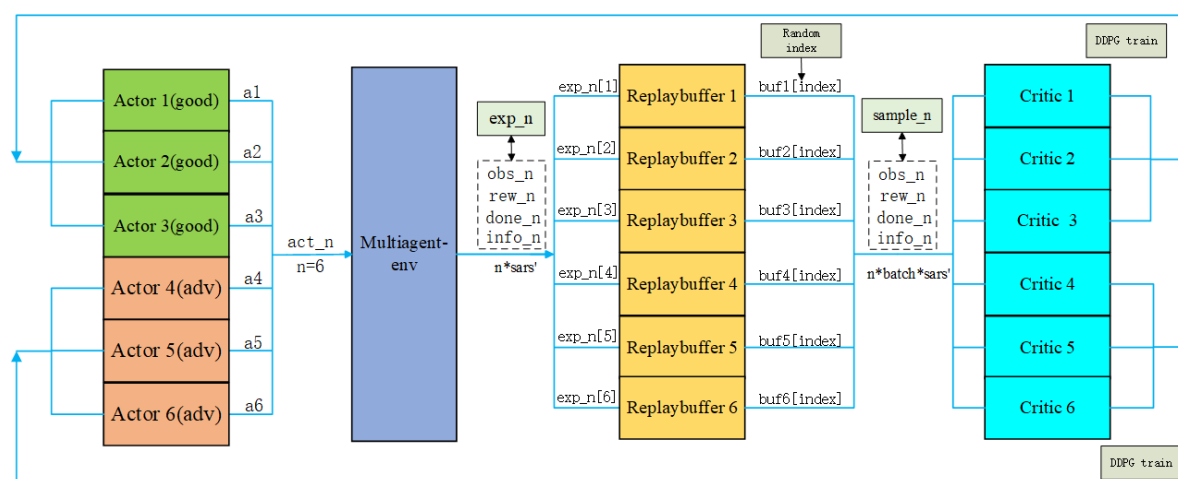 Random
index
DDPG train
Actor 1(good)
a1
Actor 2(good)
a2
Actor 3(good)
a3
Actor 4(adv)
a4
Actor 5(adv)
a5
Actor 6(adv)
a6
act_n
n=6
Multiagent-
env
exp_n
obs_n
rew_n
done_n
info_n
n*sars'
exp_n[1]
exp_n[2]
exp_n[3]
exp_n[4]
exp_n[5]
exp_n[6]
Replaybuffer 1
Replaybuffer 2
Replaybuffer 3
Replaybuffer 4
Replaybuffer 5
Replaybuffer 6
buf1[index]
buf2[index]
buf3[index]
buf4[index]
buf5[index]
buf6[index]
sample_n
obs_n
rew_n
done_n
info_n
n*batch*sars'
Critic 1
Critic 2
Critic 3
Critic 4
Critic 5
Critic 6
DDPG train